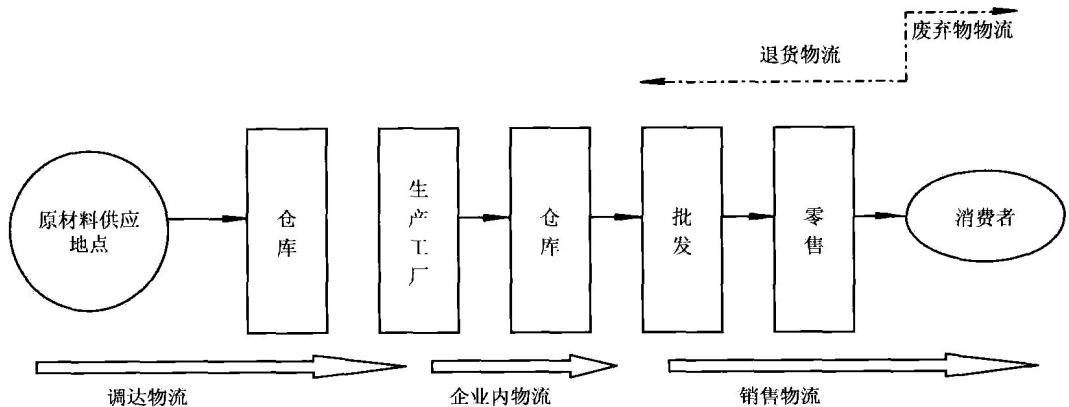 废弃物物流
退货物流
原材料供应
地点
仓库
生产工厂
仓库
批发
零售
消费者
调达物流
企业内物流
销售物流